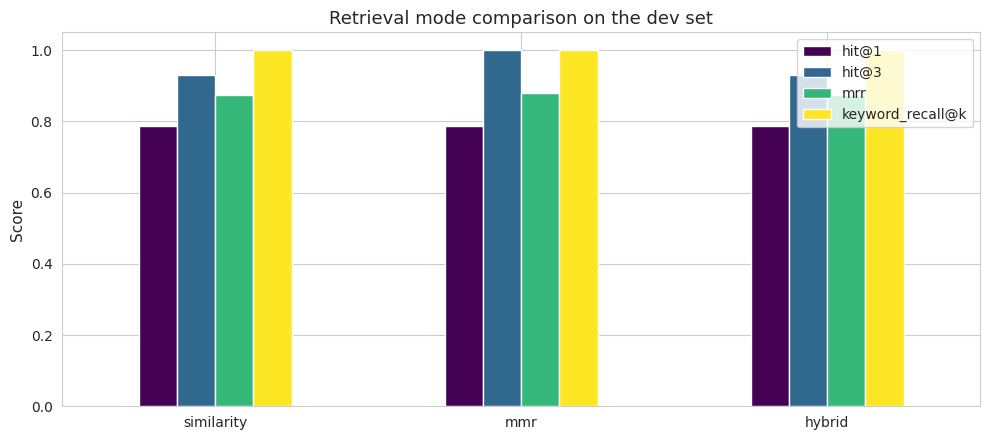 Retrieval mode comparison on the dev set
hit@1
hit@3
mrr
keyword_recall@k
Score
1.0
0.8
0.6
0.4
0.2
0.0
similarity
mmr
hybrid